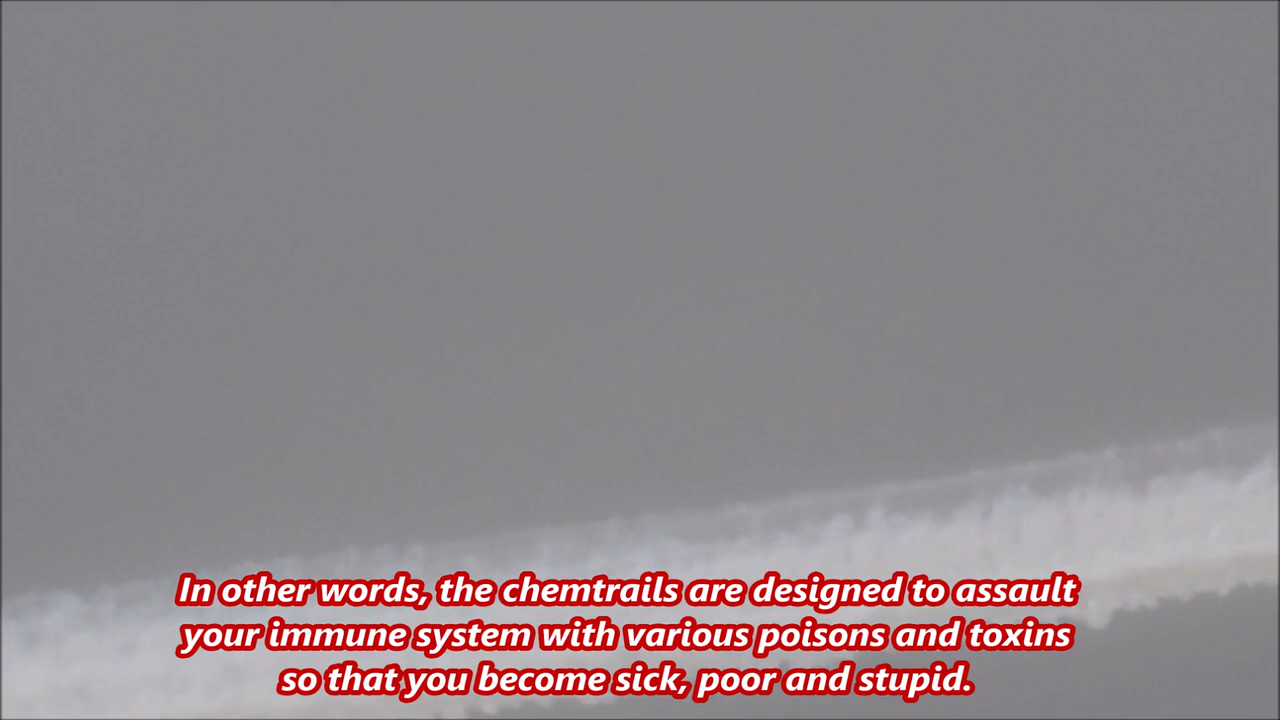 In other words, the chemtrails are designed to assault
your immune system with various poisons and toxins
so that you become sick, poor and stupid.